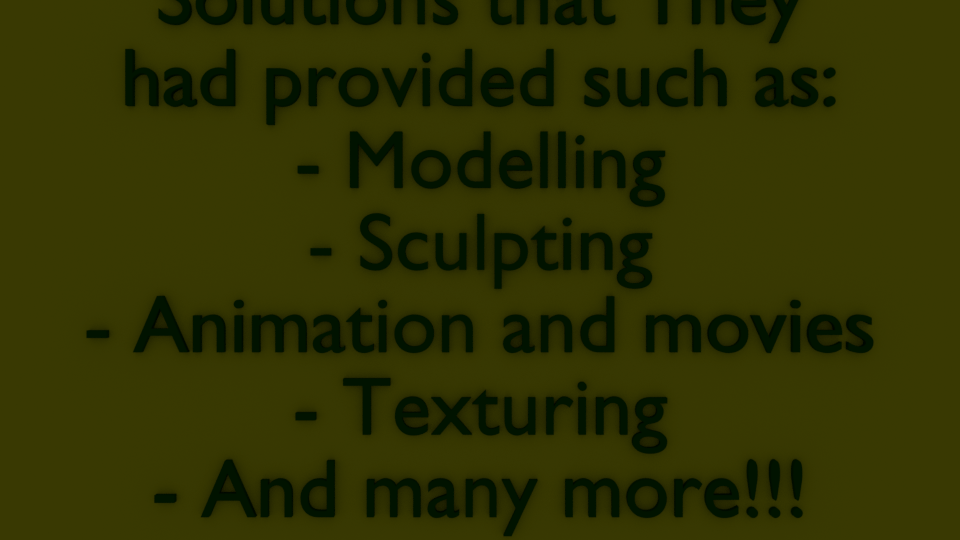 Solutions that They
had provided such as:
- Modelling
- Sculpting
- Animation and movies
- Texturing
- And many more!!!